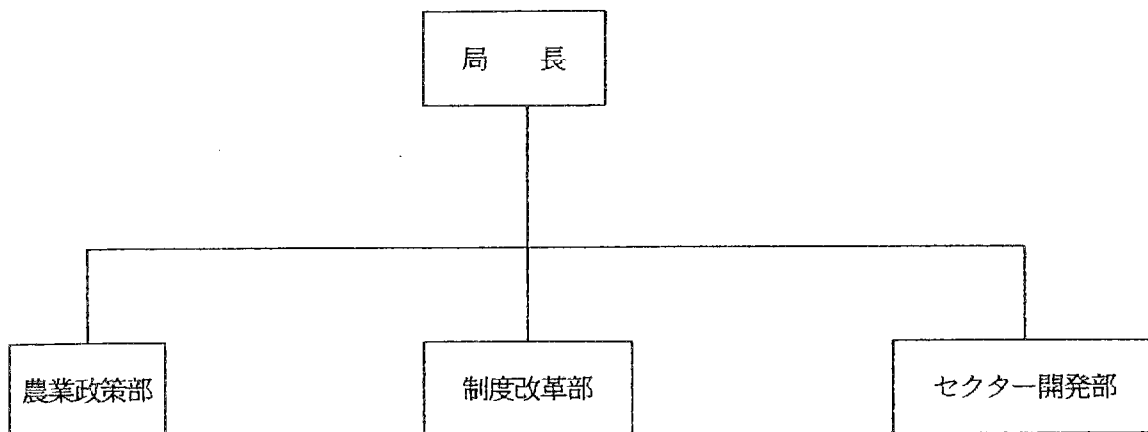 局　　長
農業政策部
制度改革部
セクター開発部